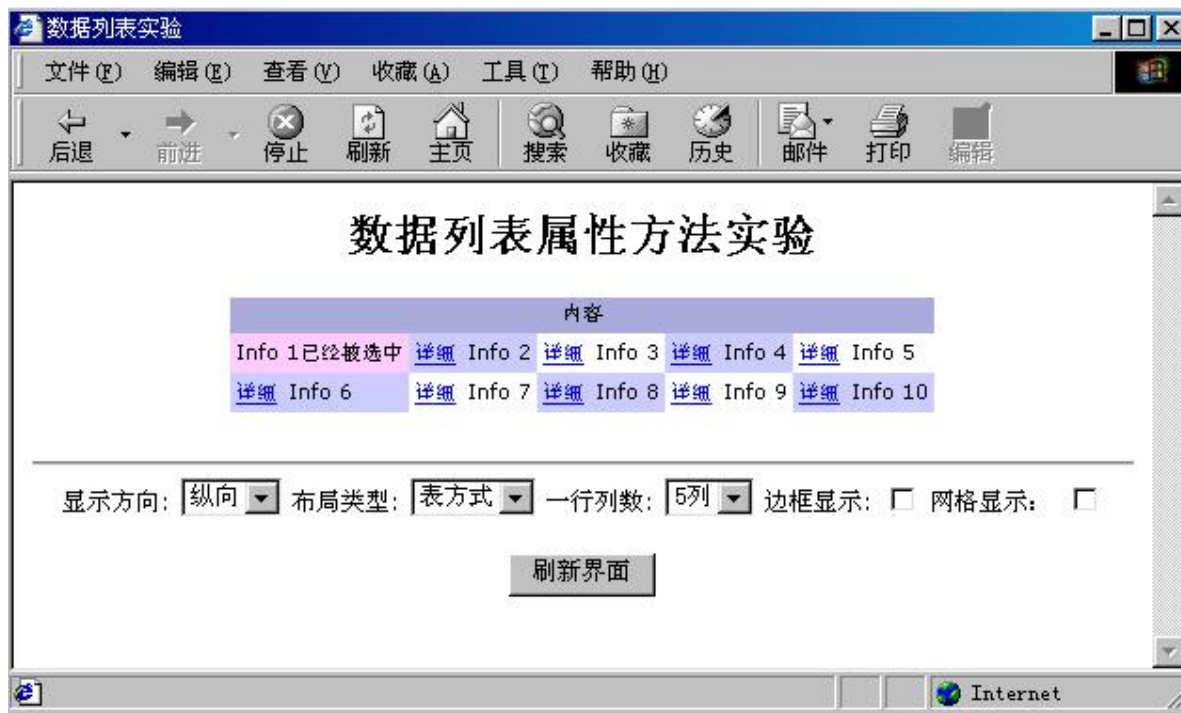 数据列表实验
文件(F) 编辑(E) 查看(V) 收藏(A) 工具(T) 帮助(H)
后退 前进 停止 刷新 主页 搜索 收藏 历史 邮件 打印 编辑
数据列表属性方法实验
内容
Info 1已经被选中 详细 Info 2 详细 Info 3 详细 Info 4 详细 Info 5
详细 Info 6 详细 Info 7 详细 Info 8 详细 Info 9 详细 Info 10
显示方向: 纵向 布局类型: 表方式 一行列数: 5列 边框显示: 网格显示:
刷新界面
Internet